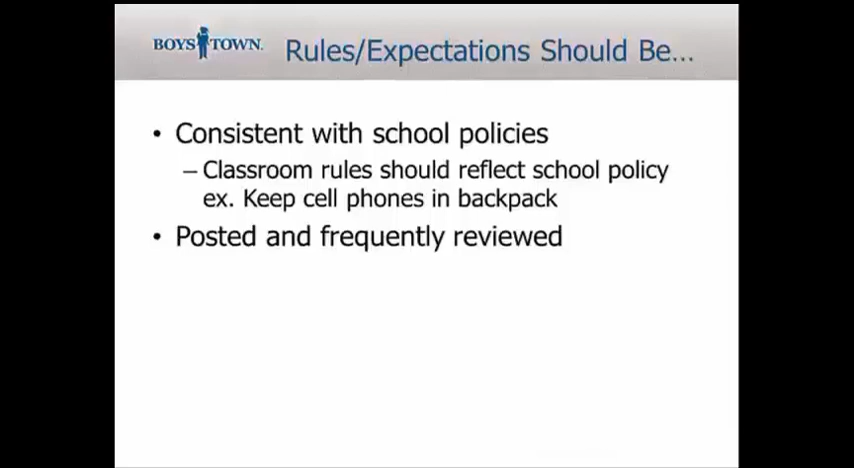 BOYS TOWN.
Rules/Expectations Should Be...
• Consistent with school policies
– Classroom rules should reflect school policy
ex. Keep cell phones in backpack
• Posted and frequently reviewed